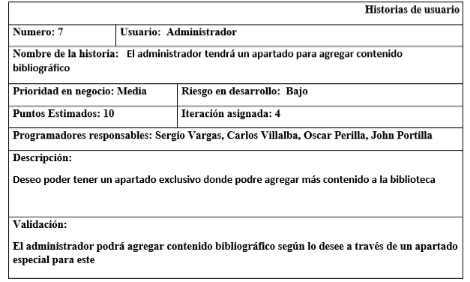 Historias de usuario
Numero: 7 Usuario: Administrador
Nombre de la historia: El administrador tendrá un apartado para agregar contenido
bibliográfico
Prioridad en negocio: Media Riesgo en desarrollo: Bajo
Puntos Estimados: 10 Iteración asignada: 4
Programadores responsables: Sergio Vargas, Carlos Villalba, Oscar Perilla, John Portilla
Descripción:
Deseo poder tener un apartado exclusivo donde podre agregar más contenido a la biblioteca
Validación:
El administrador podrá agregar contenido bibliográfico según lo desee a través de un apartado
especial para este